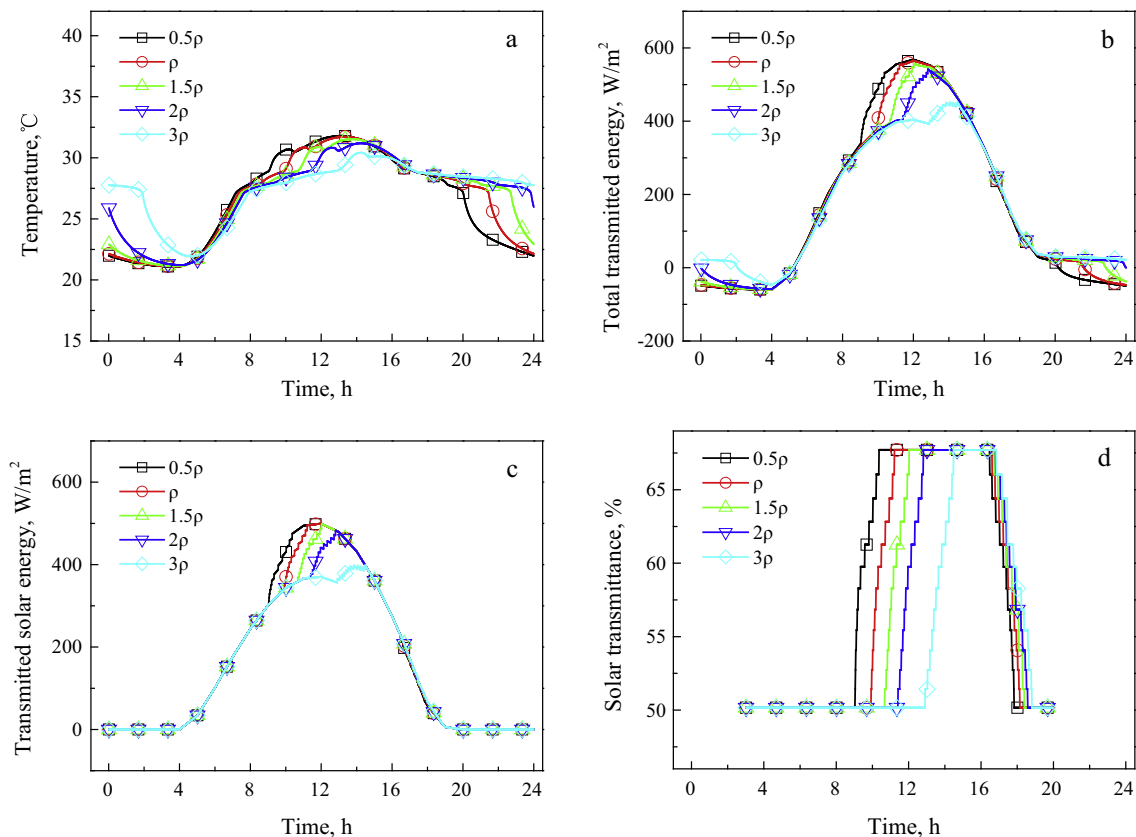 a
0.5ρ
ρ
1.5ρ
2ρ
3ρ
Temperature, ℃
40
35
30
25
20
15
0 4 8 12 16 20 24
Time, h
b
0.5ρ
ρ
1.5ρ
2ρ
3ρ
Total transmitted energy, W/m²
600
400
200
0
-200
0 4 8 12 16 20 24
Time, h
c
0.5ρ
ρ
1.5ρ
2ρ
3ρ
Transmitted solar energy, W/m²
600
400
200
0
0 4 8 12 16 20 24
Time, h
d
0.5ρ
ρ
1.5ρ
2ρ
3ρ
Solar transmittance, %
65
60
55
50
0 4 8 12 16 20 24
Time, h